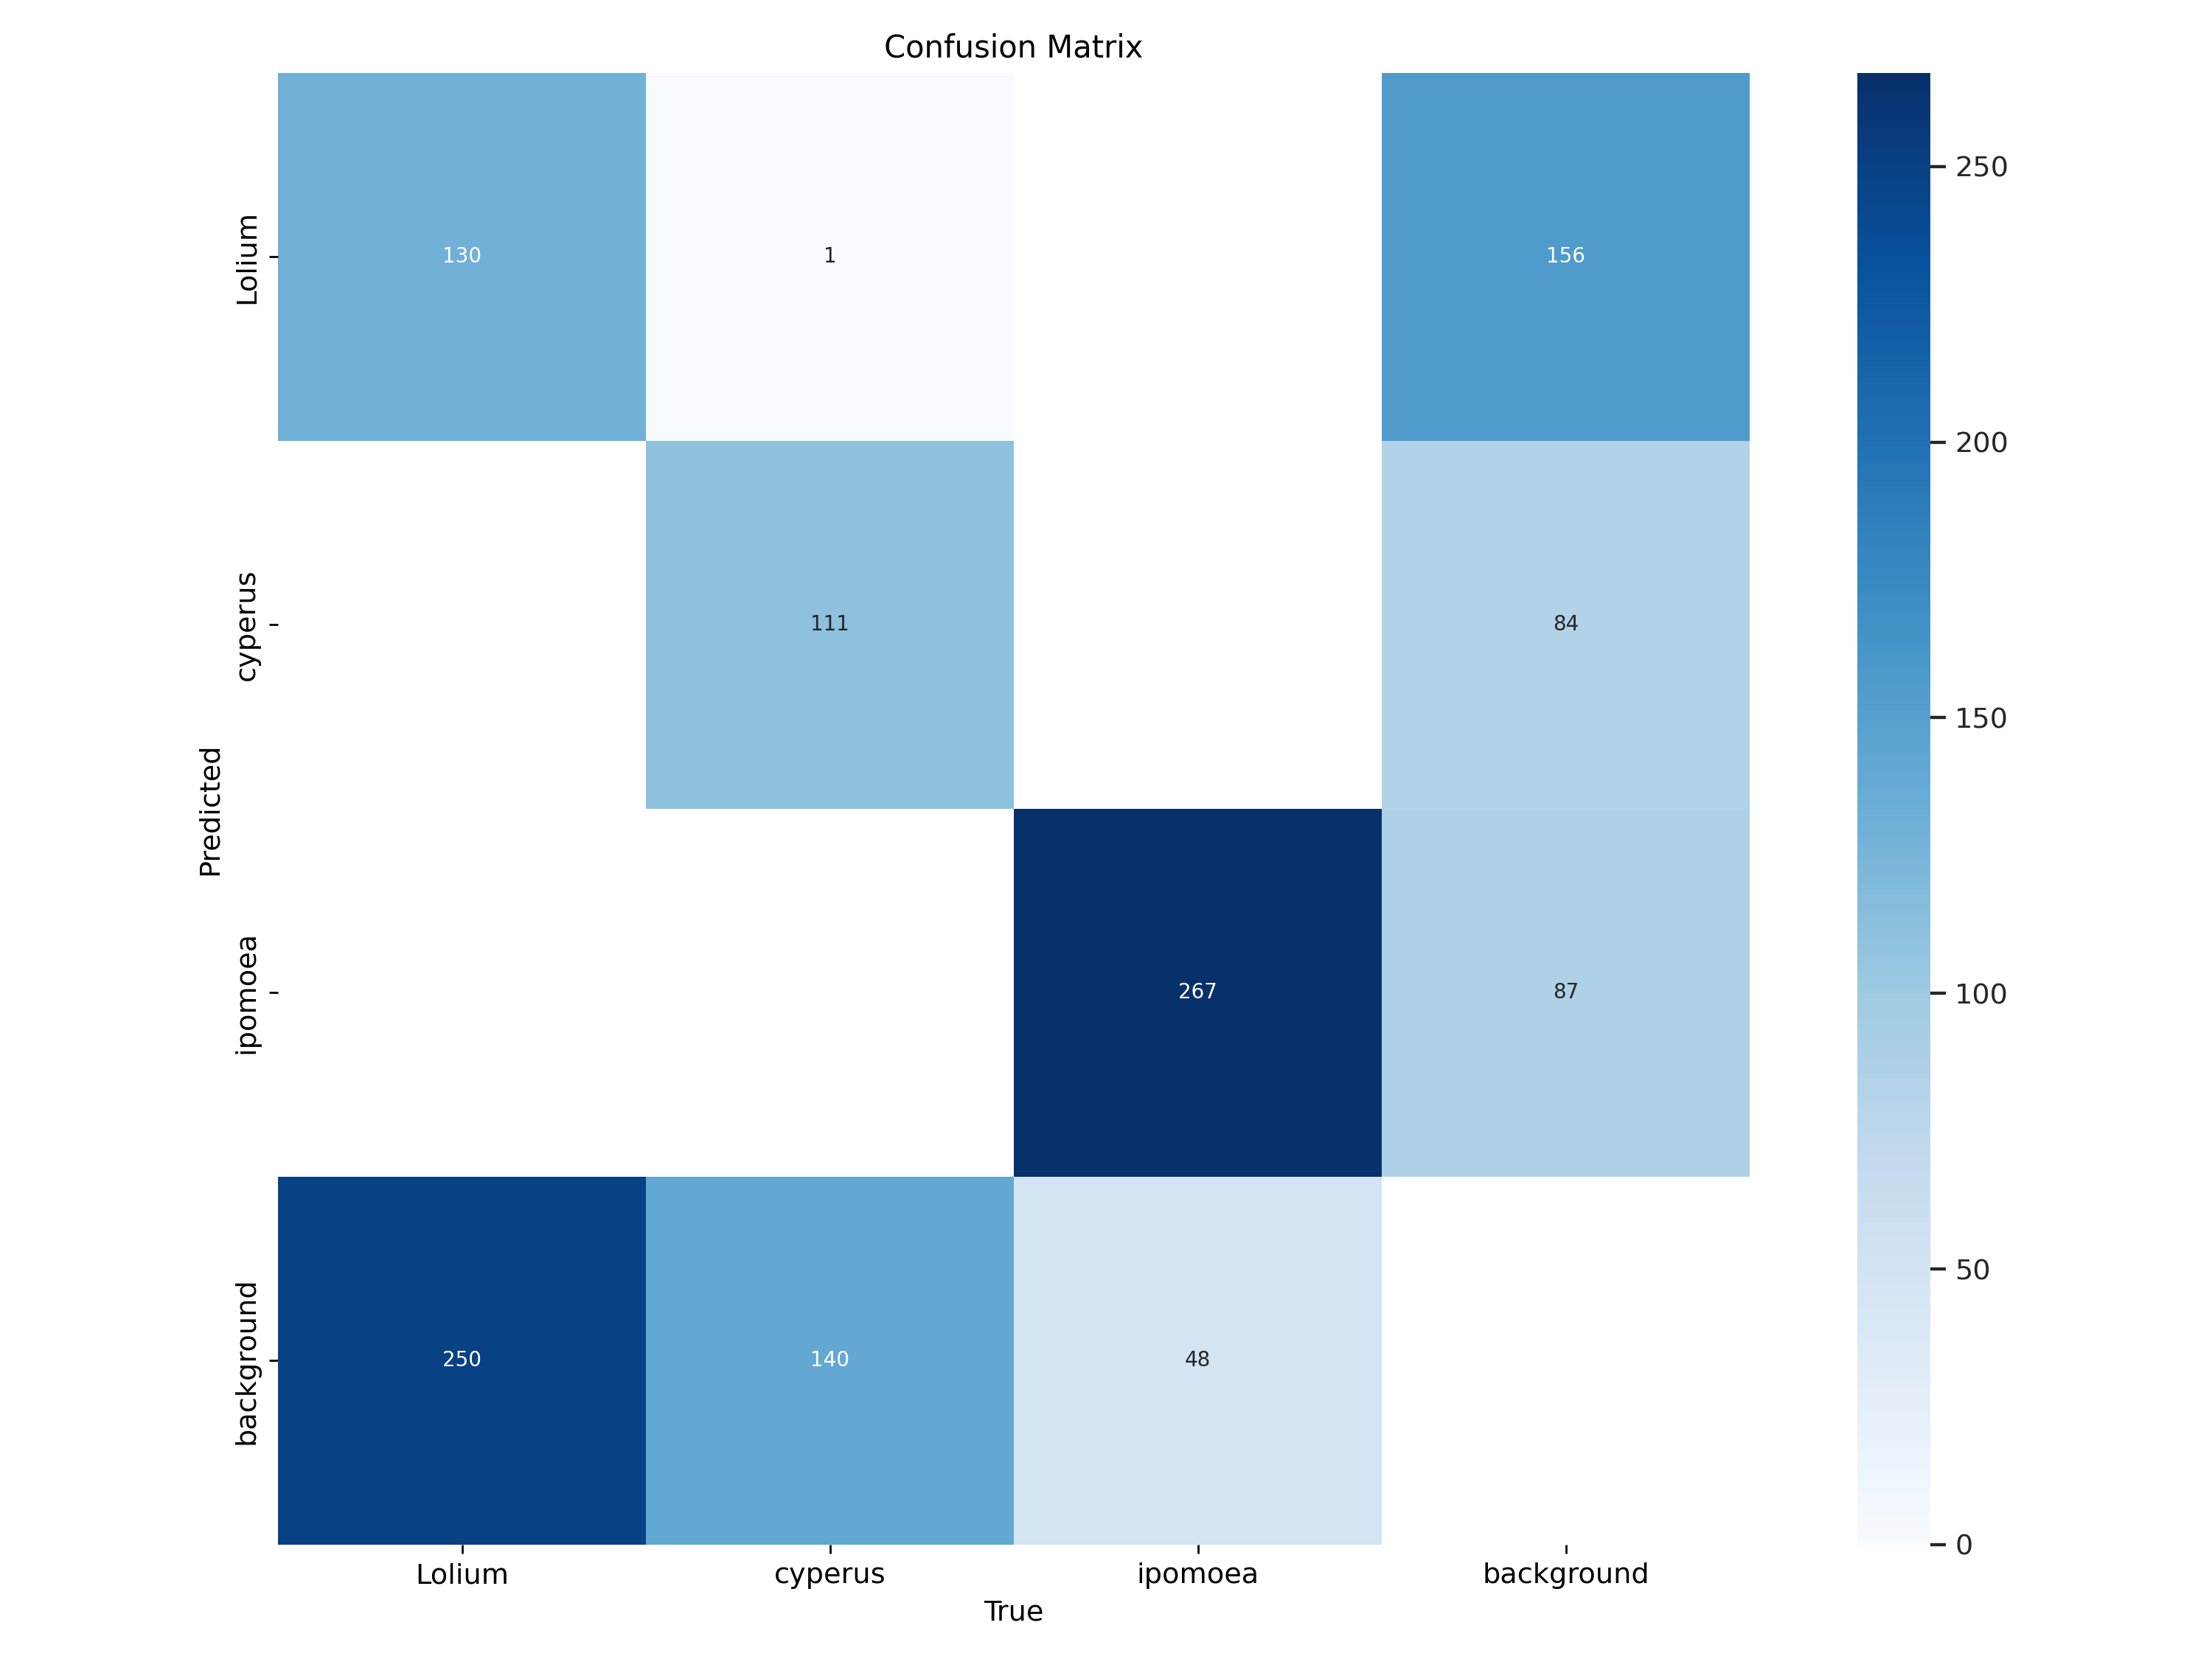 Confusion Matrix
Lolium
130
1
156
250
200
cyperus
111
84
150
Predicted
ipomoea
267
87
100
background
250
140
48
50
0
Lolium
cyperus
ipomoea
background
True